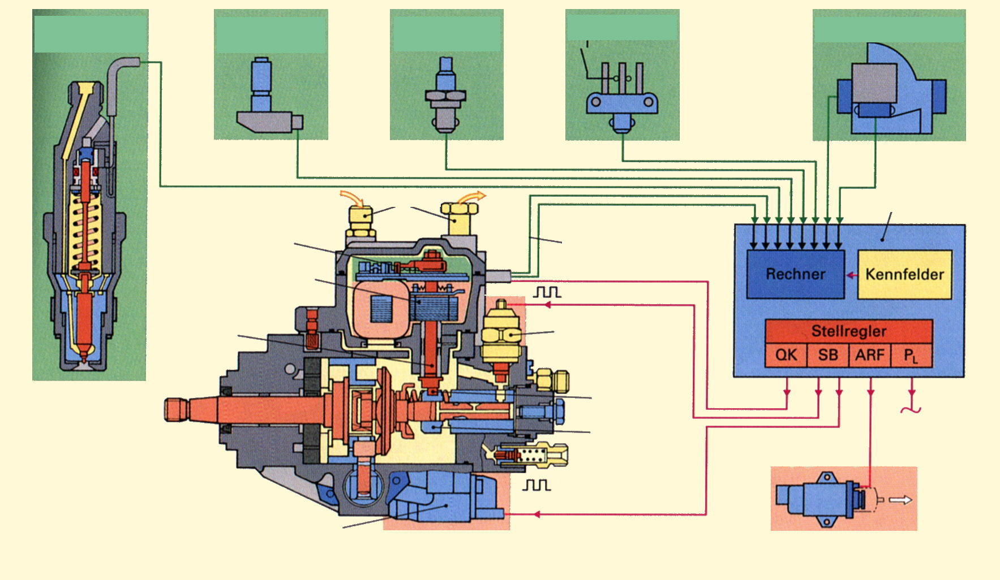 Rechner
Kennfelder
Stellregler
QK SB ARF PL